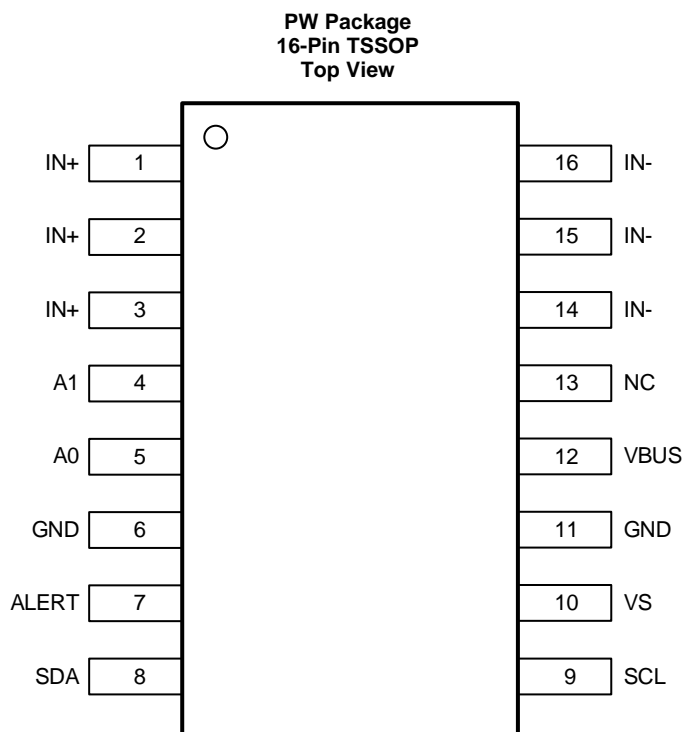 PW Package
16-Pin TSSOP
Top View
IN+ 1 16 IN-
IN+ 2 15 IN-
IN+ 3 14 IN-
A1 4 13 NC
A0 5 12 VBUS
GND 6 11 GND
ALERT 7 10 VS
SDA 8 9 SCL